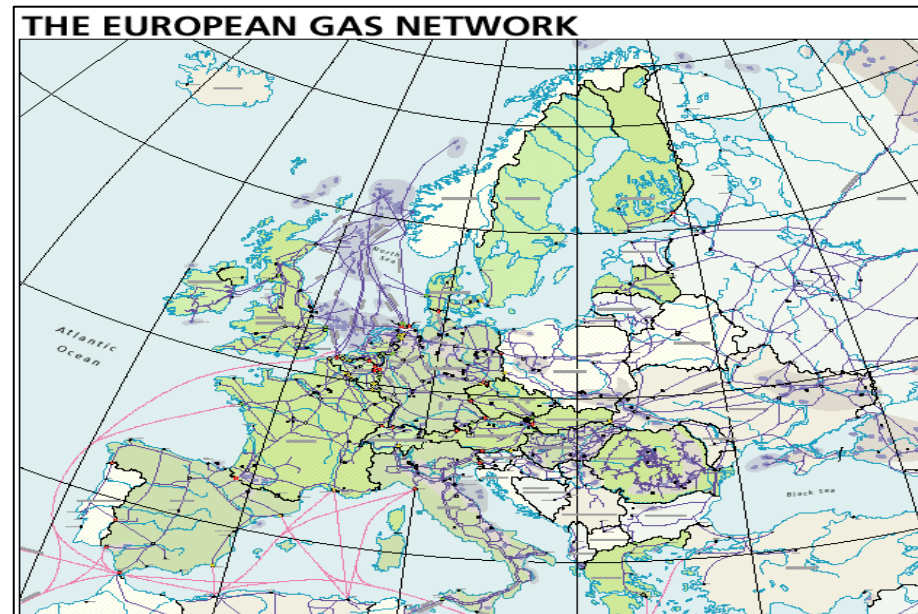 THE EUROPEAN GAS NETWORK
North
Sea
Atlantic
Ocean
Black Sea